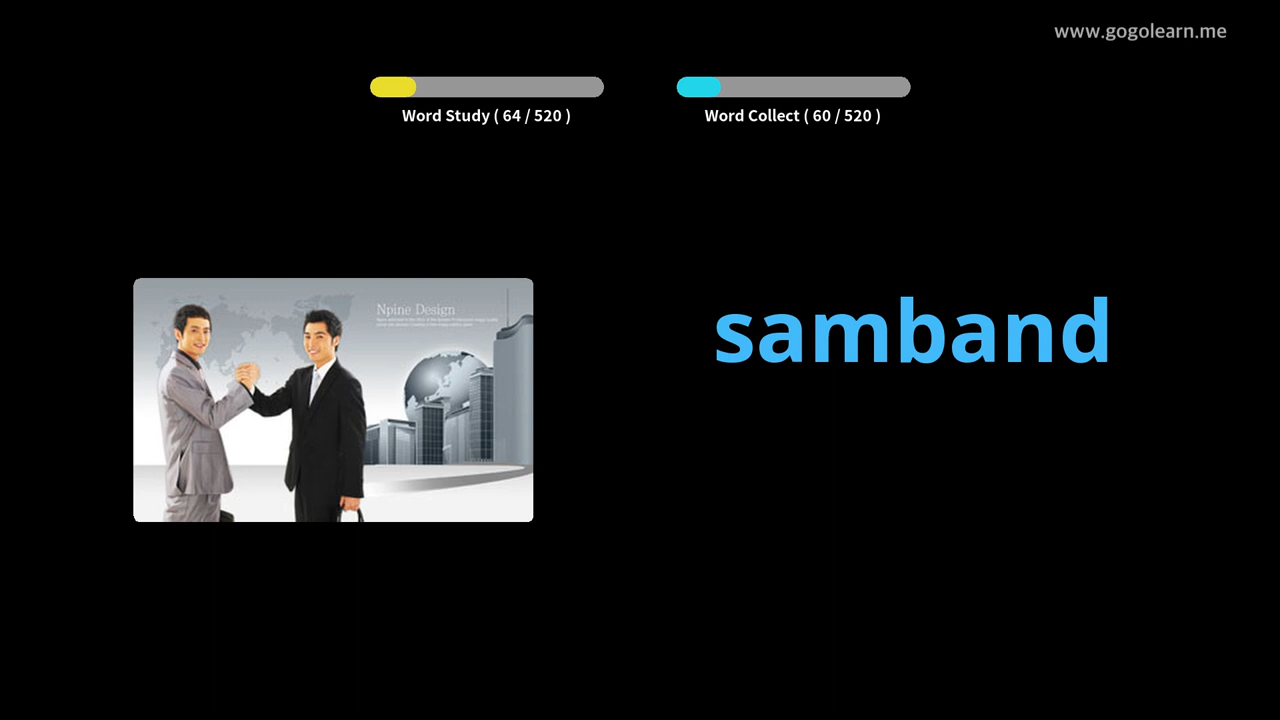 www.gogolearn.me
Word Study ( 64 / 520 )
Word Collect ( 60 / 520 )
Npine Design
samband